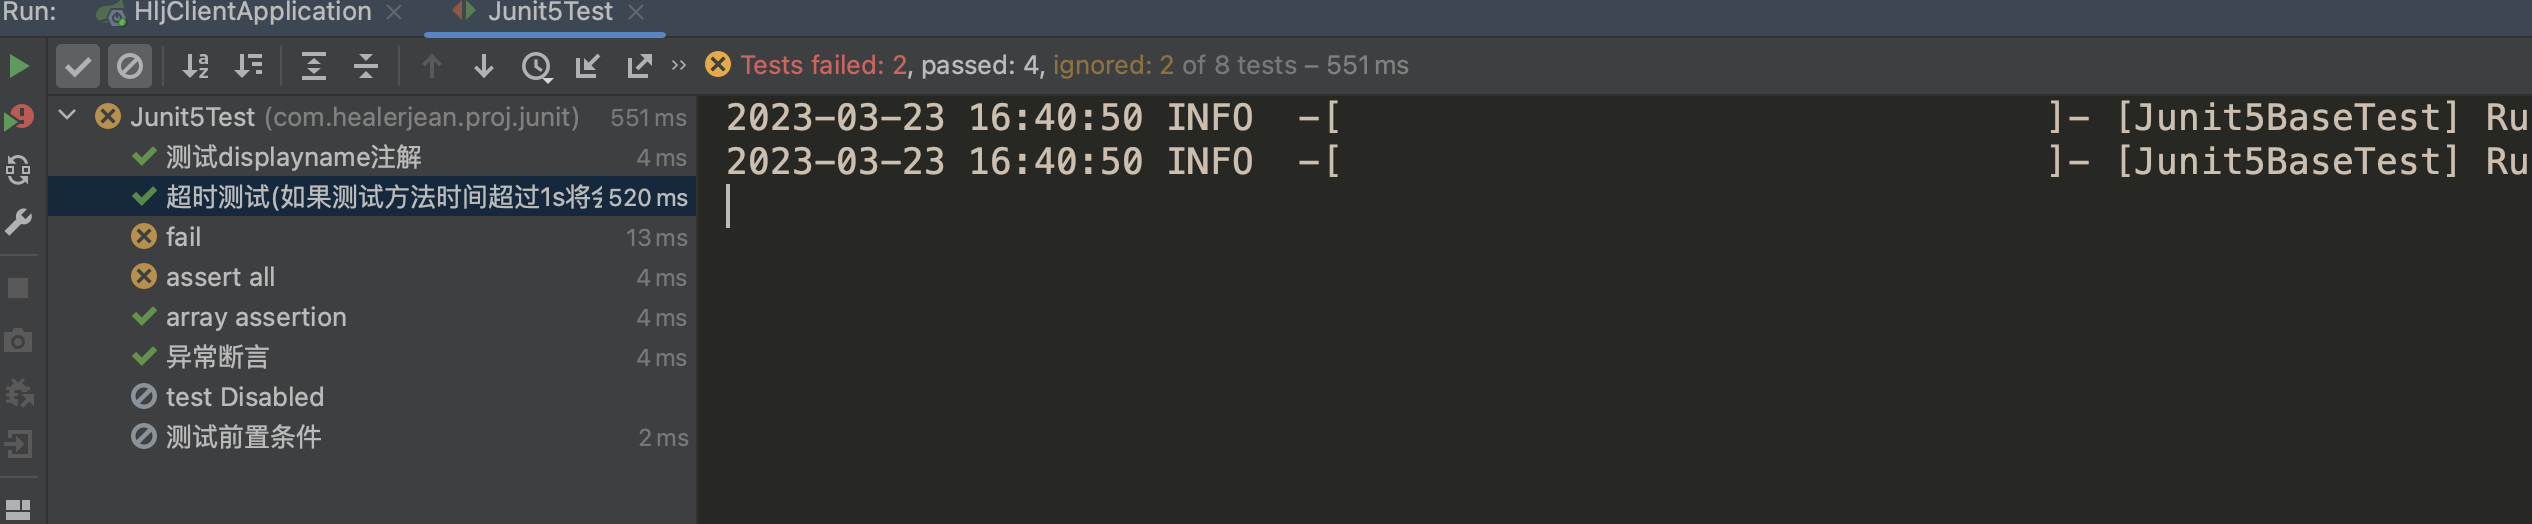 Run: HljClientApplication Junit5Test
Tests failed: 2, passed: 4, ignored: 2 of 8 tests – 551 ms
Junit5Test (com.healerjean.proj.junit) 551 ms
测试displayname注解 4 ms
超时测试(如果测试方法时间超过1s将会 520 ms
fail 13 ms
assert all 4 ms
array assertion 4 ms
异常断言 4 ms
test Disabled
测试前置条件 2 ms
2023-03-23 16:40:50 INFO -[ ]- [Junit5BaseTest] Ru
2023-03-23 16:40:50 INFO -[ ]- [Junit5BaseTest] Ru